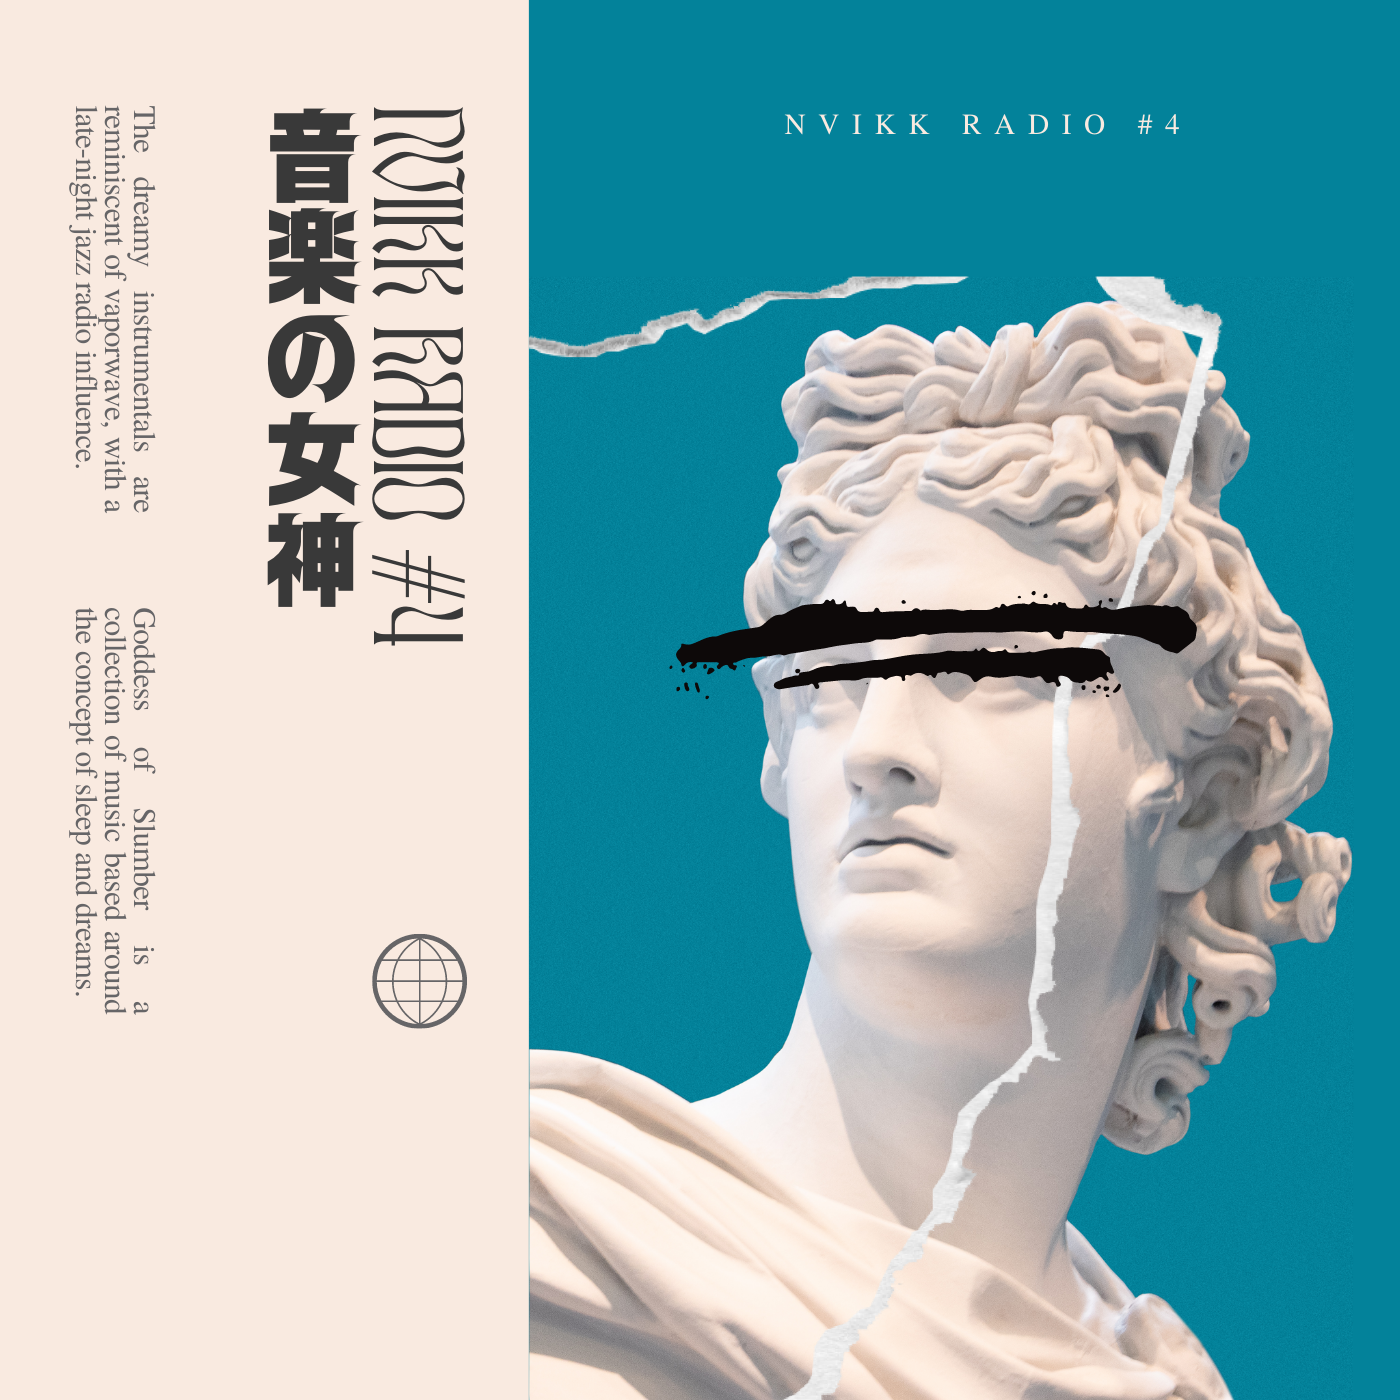 NVIKK RADIO #4
NVIKK RADIO #4
音楽の女神
The dreamy instrumentals are
reminiscent of vaporwave, with a
late-night jazz radio influence.
Goddess of Slumber is a
collection of music based around
the concept of sleep and dreams.